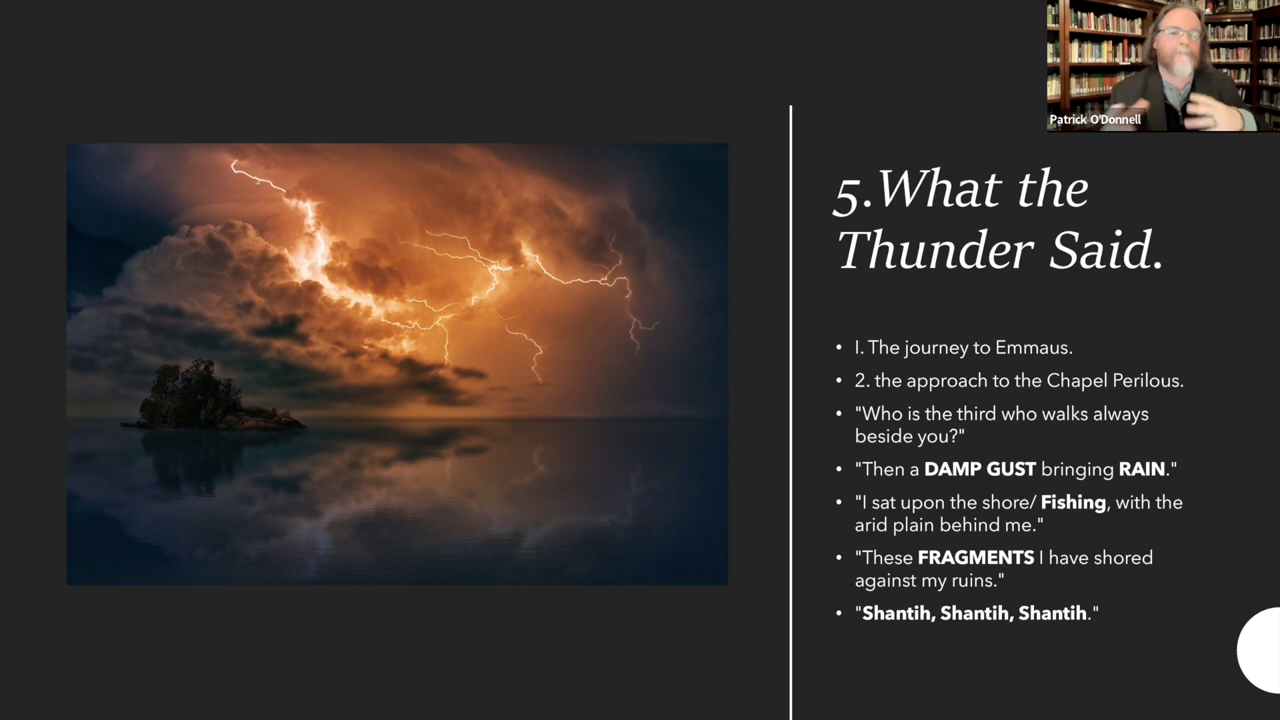 Patrick O'Donnell
5.What the
Thunder Said.
• I. The journey to Emmaus.
• 2. the approach to the Chapel Perilous.
• "Who is the third who walks always
beside you?"
• "Then a DAMP GUST bringing RAIN."
• "I sat upon the shore/ Fishing, with the
arid plain behind me."
• "These FRAGMENTS I have shored
against my ruins."
• "Shantih, Shantih, Shantih."